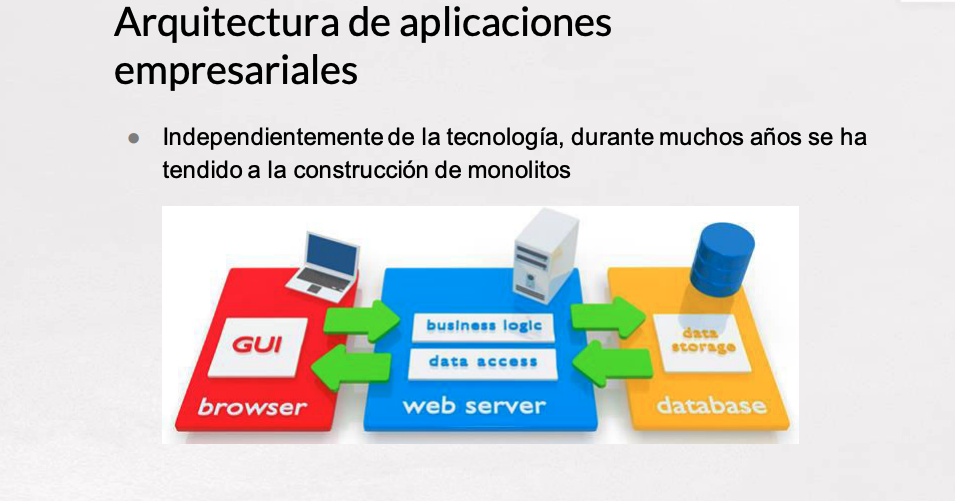 Arquitectura de aplicaciones
empresariales
● Independientemente de la tecnología, durante muchos años se ha
tendido a la construcción de monolitos
GUI
browser
business logic
data access
web server
data
storage
database